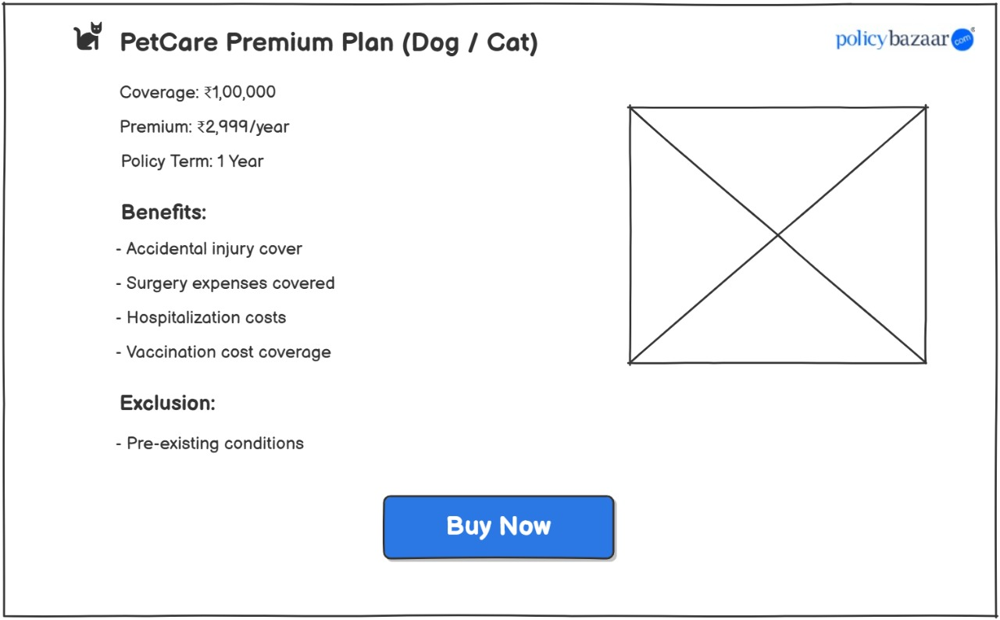 PetCare Premium Plan (Dog / Cat)
policybazaar.com®
Coverage: ₹1,00,000
Premium: ₹2,999/year
Policy Term: 1 Year
Benefits:
- Accidental injury cover
- Surgery expenses covered
- Hospitalization costs
- Vaccination cost coverage
Exclusion:
- Pre-existing conditions
Buy Now